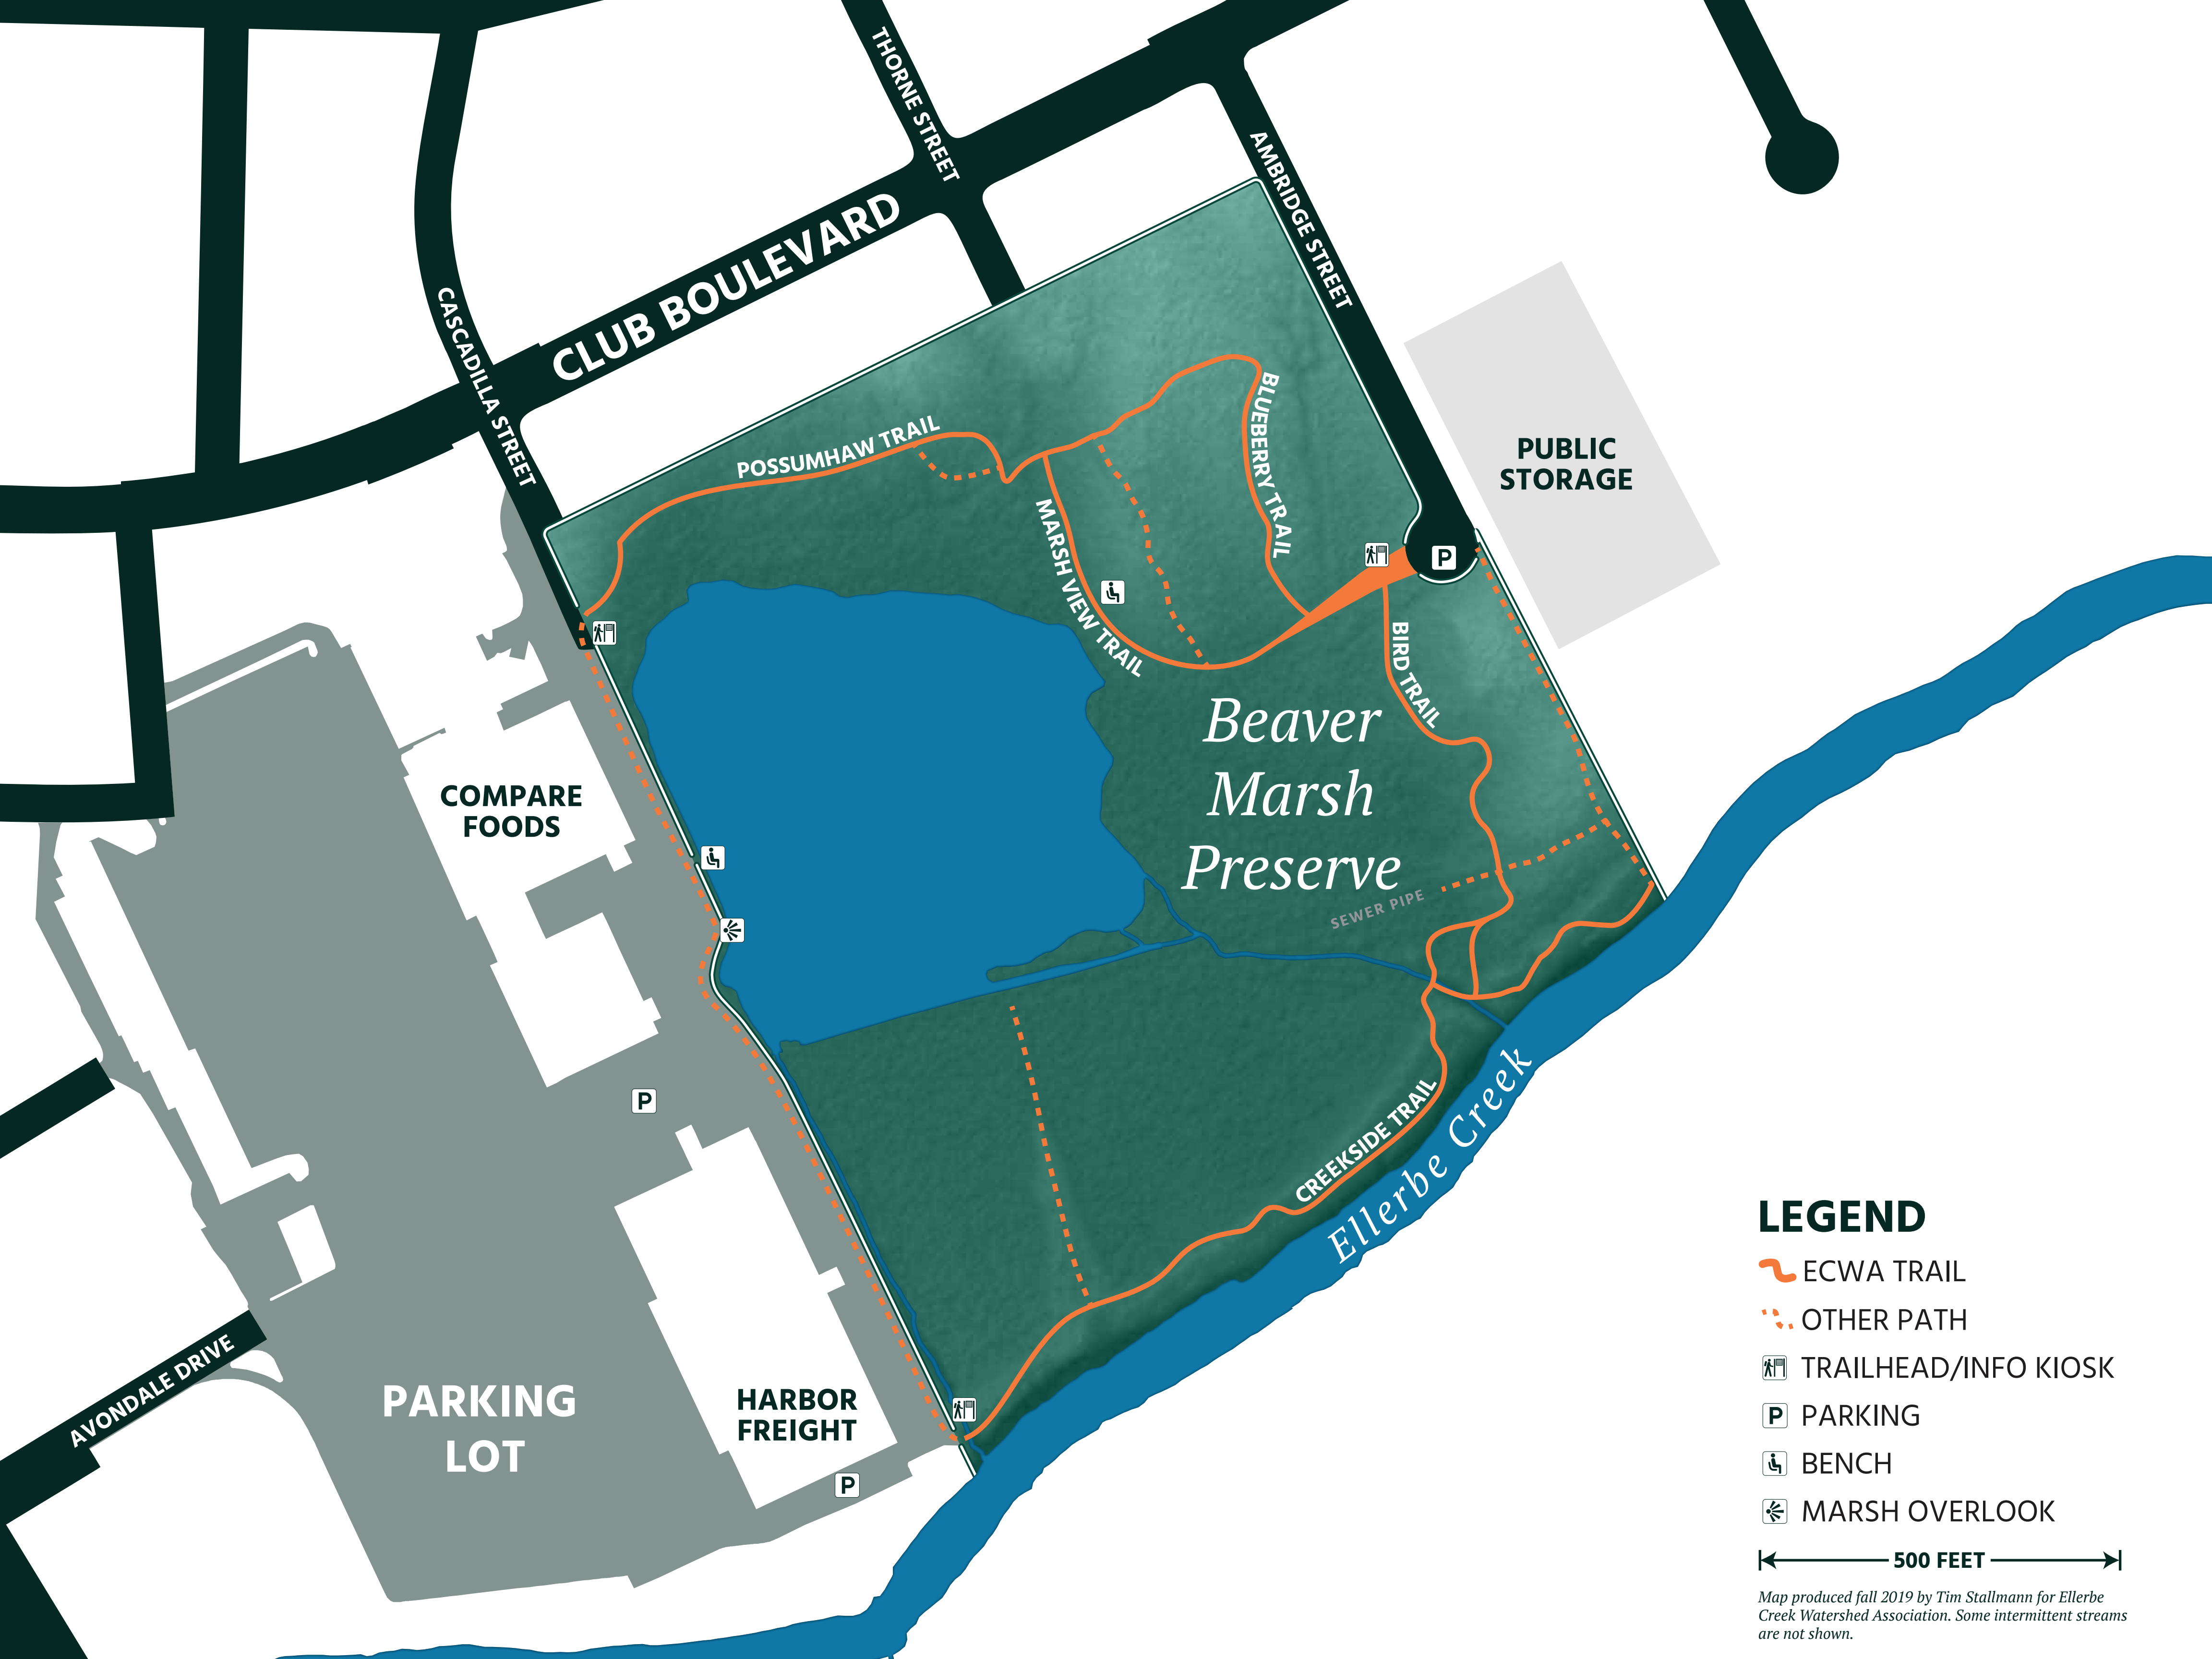 THORNE STREET
AMBRIDGE STREET
CLUB BOULEVARD
CASCADILLA STREET
POSSUMHAW TRAIL
BLUEBERRY TRAIL
PUBLIC
STORAGE
MARSH VIEW TRAIL
P
BIRD TRAIL
Beaver
Marsh
Preserve
COMPARE
FOODS
SEWER PIPE
P
CREEKSIDE TRAIL
Ellerbe Creek
AVONDALE DRIVE
PARKING
LOT
HARBOR
FREIGHT
P
LEGEND
ECWA TRAIL
OTHER PATH
TRAILHEAD/INFO KIOSK
P PARKING
BENCH
MARSH OVERLOOK
500 FEET
Map produced fall 2019 by Tim Stallmann for Ellerbe
Creek Watershed Association. Some intermittent streams
are not shown.